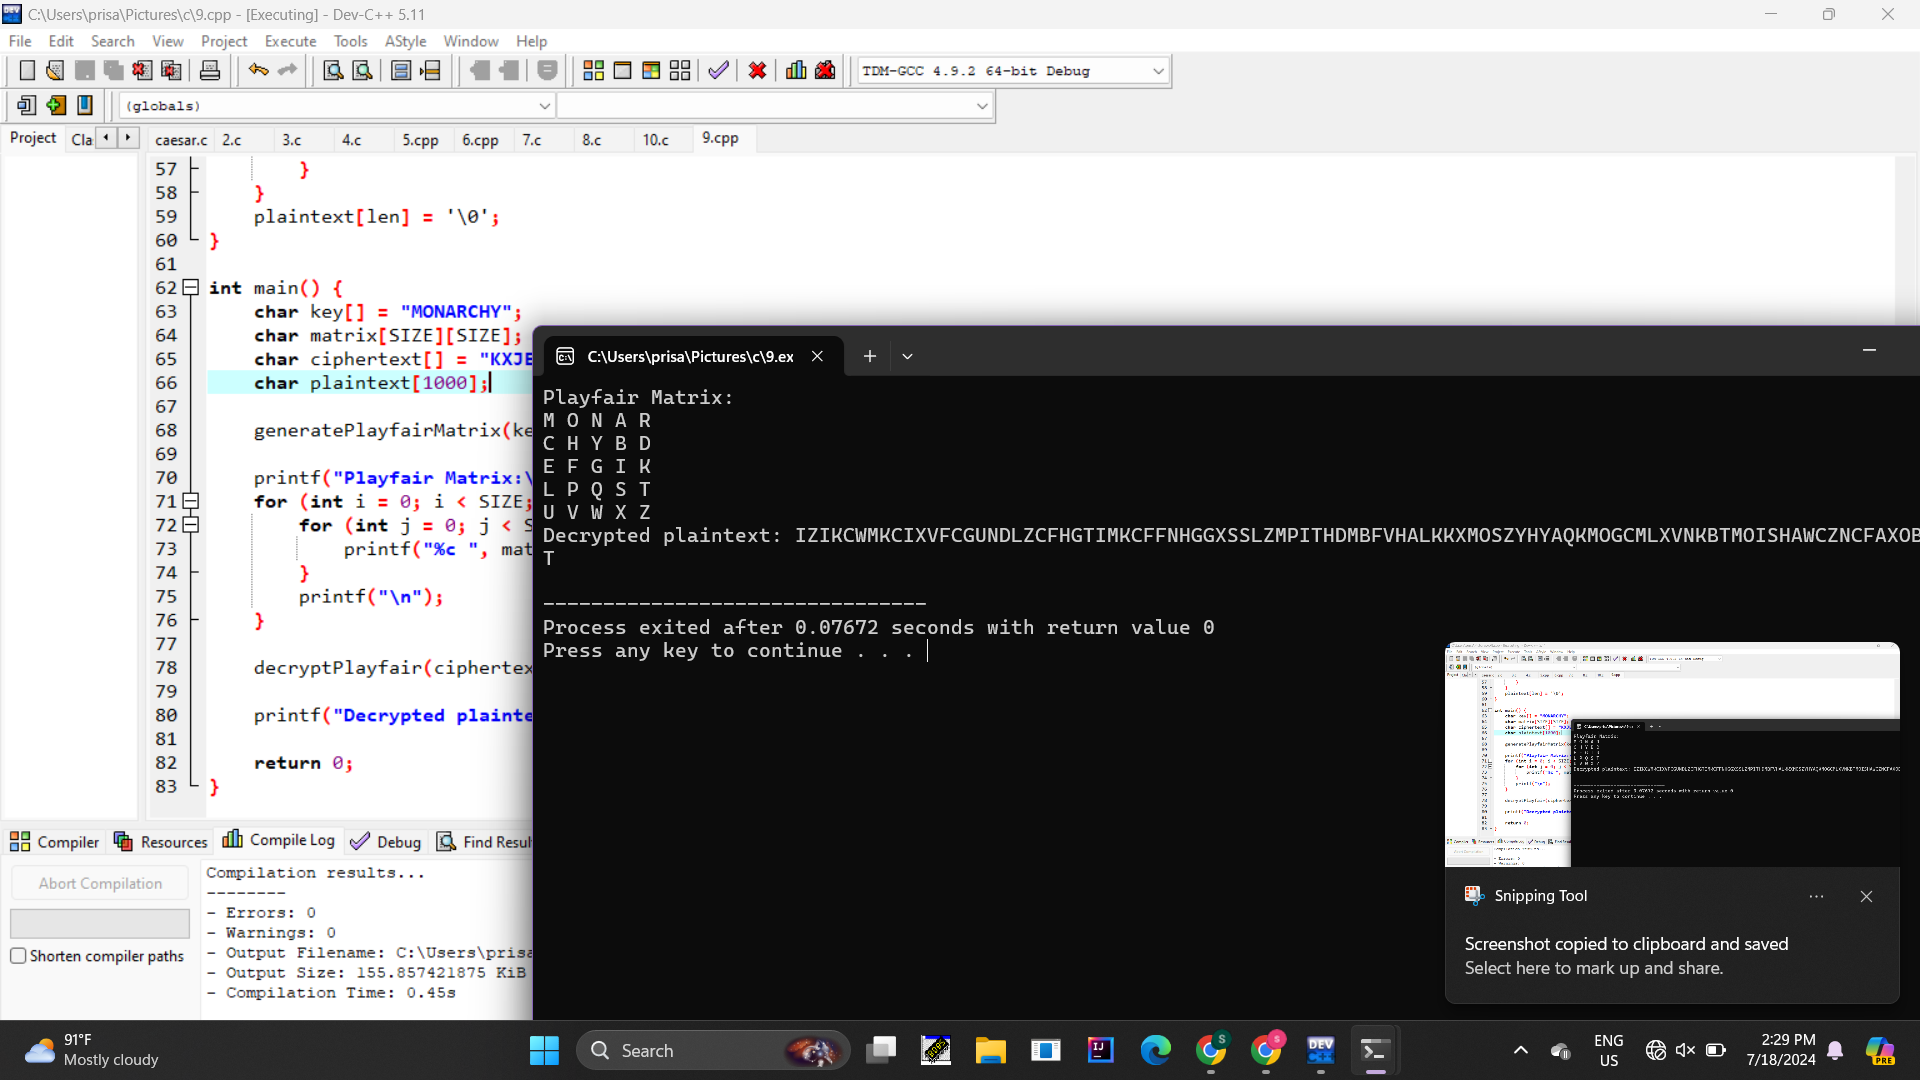 C:\Users\prisa\Pictures\c\9.cpp - [Executing] - Dev-C++ 5.11
File Edit Search View Project Execute Tools AStyle Window Help
TDM-GCC 4.9.2 64-bit Debug
(globals)
Project Cla
caesar.c 2.c 3.c 4.c 5.cpp 6.cpp 7.c 8.c 10.c 9.cpp
57 }
58 }
59 plaintext[len] = '\0';
60 }
61
62 int main() {
63 char key[] = "MONARCHY";
64 char matrix[SIZE][SIZE];
65 char ciphertext[] = "KXJE
66 char plaintext[1000];
67
68 generatePlayfairMatrix(ke
69
70 printf("Playfair Matrix:\
71 for (int i = 0; i < SIZE;
72 for (int j = 0; j < S
73 printf("%c ", mat
74 }
75 printf("\n");
76 }
77
78 decryptPlayfair(ciphertex
79
80 printf("Decrypted plainte
81
82 return 0;
83 }
C:\Users\prisa\Pictures\c\9.ex
Playfair Matrix:
M O N A R
C H Y B D
E F G I K
L P Q S T
U V W X Z
Decrypted plaintext: IZIKCWMKCIXVFCGUNDLZCFHGTIMKCFFNHGGXSSLZMPITHDMBFVHALKKXMOSZYHYAQKMOGCMLXVNKBTMOISHAWCZNCFAXOB
T
--------------------------------
Process exited after 0.07672 seconds with return value 0
Press any key to continue . . .
Compiler Resources Compile Log Debug Find Resul
Abort Compilation
Shorten compiler paths
Compilation results...
--------
- Errors: 0
- Warnings: 0
- Output Filename: C:\Users\prisa
- Output Size: 155.857421875 KiB
- Compilation Time: 0.45s
Snipping Tool
Screenshot copied to clipboard and saved
Select here to mark up and share.
91°F
Mostly cloudy
Search
DEV
ENG
US
2:29 PM
7/18/2024
PRE